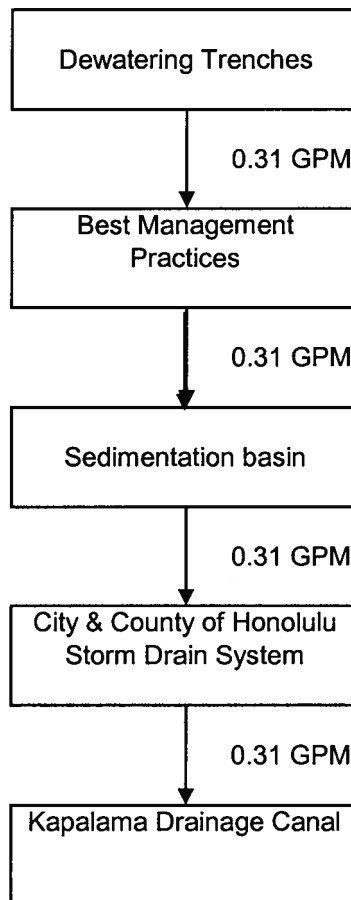 Dewatering Trenches
0.31 GPM
Best Management
Practices
0.31 GPM
Sedimentation basin
0.31 GPM
City & County of Honolulu
Storm Drain System
0.31 GPM
Kapalama Drainage Canal